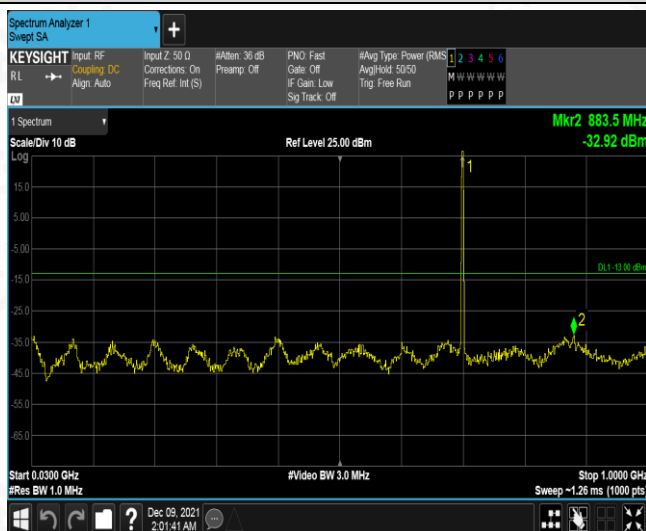 Spectrum Analyzer 1
Swept SA
KEYSIGHT
RL
Input: RF
Coupling: DC
Align: Auto
Input Z: 50 Ω
Corrections: On
Freq Ref: Int (S)
#Atten: 36 dB
Preamp: Off
PNO: Fast
Gate: Off
IF Gain: Low
Sig Track: Off
#Avg Type: Power (RMS
Avg|Hold: 50/50
Trig: Free Run
1 2 3 4 5 6
M W W W W W
P P P P P P
LXI
1 Spectrum
Mkr2 883.5 MHz
Scale/Div 10 dB
Ref Level 25.00 dBm
-32.92 dBm
Log
1
15.0
5.00
-5.00
DL1 -13.00 dBm
-15.0
2
-25.0
-35.0
-45.0
-55.0
-65.0
Start 0.0300 GHz
#Video BW 3.0 MHz
Stop 1.0000 GHz
#Res BW 1.0 MHz
Sweep ~1.26 ms (1000 pts)
?
Dec 09, 2021
2:01:41 AM